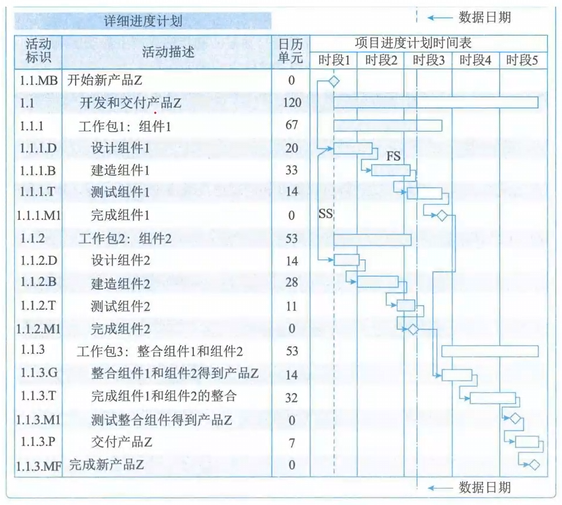 详细进度计划
数据日期
活动标识 活动描述 日历单元 项目进度计划时间表
时段1 时段2 时段3 时段4 时段5
1.1.MB 开始新产品Z 0
1.1 开发和交付产品Z 120
1.1.1 工作包1：组件1 67
1.1.1.D 设计组件1 20
FS
1.1.1.B 建造组件1 33
1.1.1.T 测试组件1 14
1.1.1.M1 完成组件1 0
SS
1.1.2 工作包2：组件2 53
1.1.2.D 设计组件2 14
1.1.2.B 建造组件2 28
1.1.2.T 测试组件2 11
1.1.2.M1 完成组件2 0
1.1.3 工作包3：整合组件1和组件2 53
1.1.3.G 整合组件1和组件2得到产品Z 14
1.1.3.T 完成组件1和组件2的整合 32
1.1.3.M1 测试整合组件得到产品Z 0
1.1.3.P 交付产品Z 7
1.1.3.MF 完成新产品Z 0
数据日期